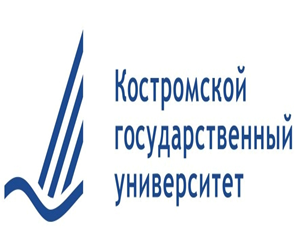 Костромской
государственный
университет